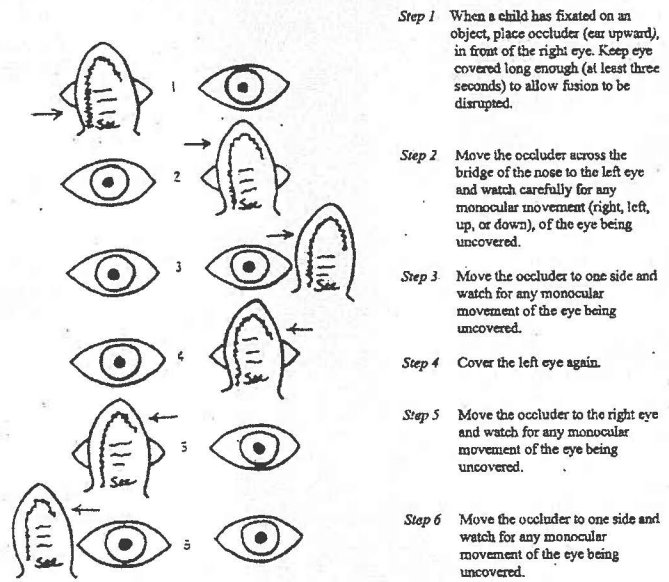 Step 1 When a child has fixated on an
object, place occluder (ear upward),
in front of the right eye. Keep eye
covered long enough (at least three
seconds) to allow fusion to be
disrupted.
1
See
Step 2 Move the occluder across the
bridge of the nose to the left eye
and watch carefully for any
monocular movement (right, left,
up, or down), of the eye being
uncovered.
2
See
Step 3 Move the occluder to one side and
watch for any monocular
movement of the eye being
uncovered.
3
See
Step 4 Cover the left eye again.
4
See
Step 5 Move the occluder to the right eye
and watch for any monocular
movement of the eye being
uncovered.
5
See
Step 6 Move the occluder to one side and
watch for any monocular
movement of the eye being
uncovered.
5
See